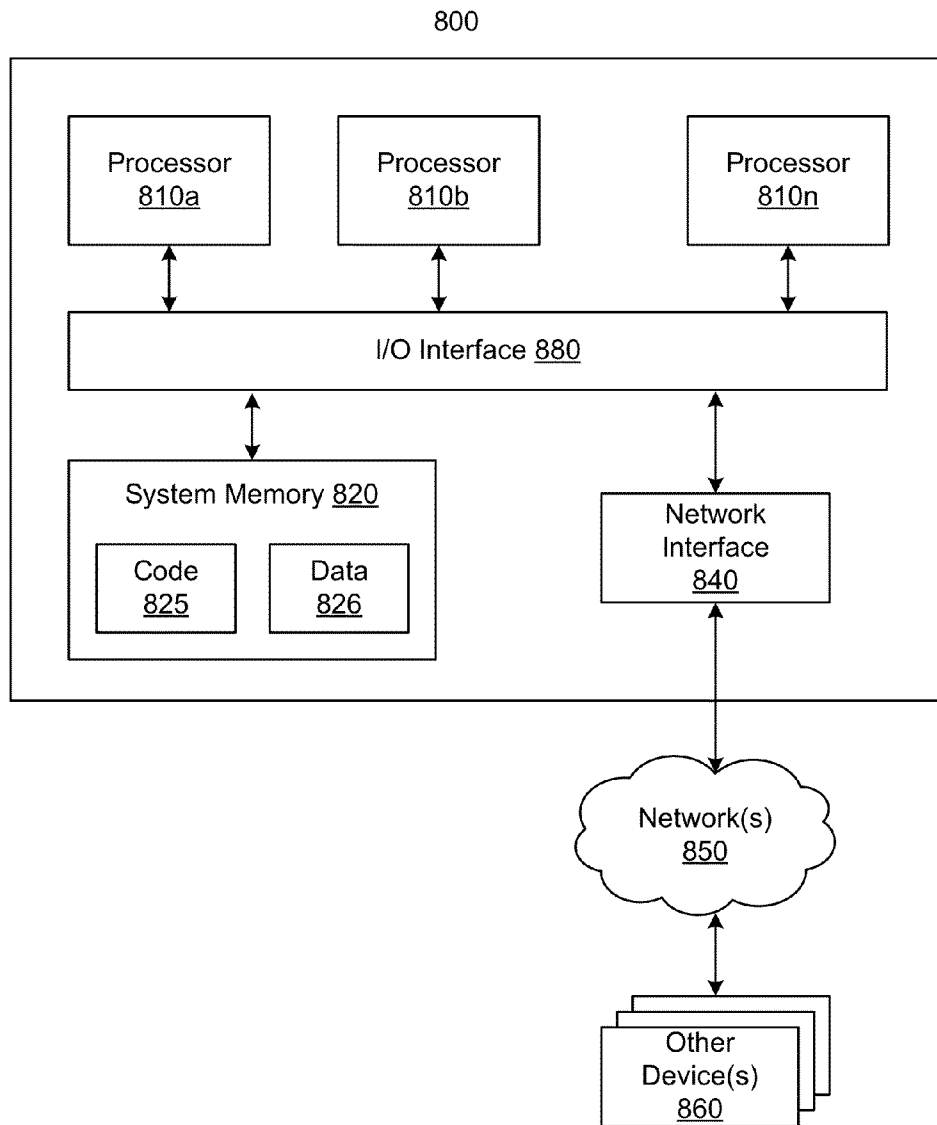 800
Processor
810a
Processor
810b
Processor
810n
I/O Interface 880
System Memory 820
Code
825
Data
826
Network
Interface
840
Network(s)
850
Other
Device(s)
860